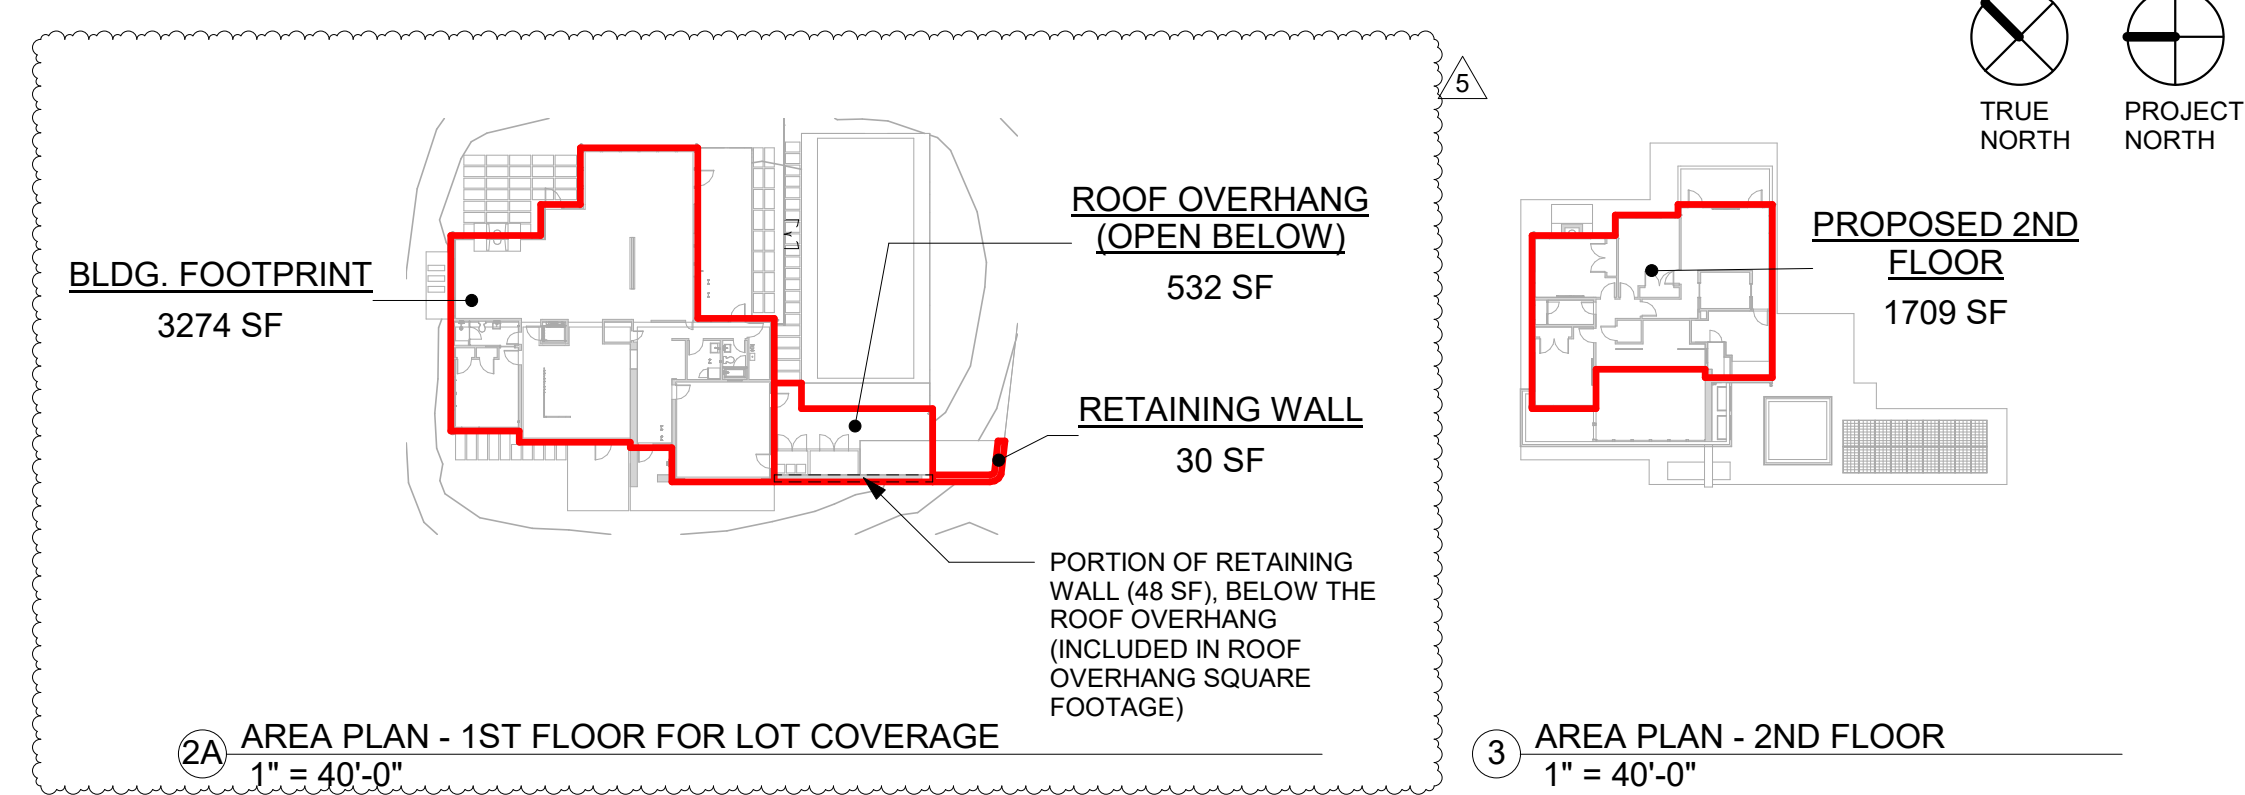 5
TRUE
NORTH
PROJECT
NORTH
BLDG. FOOTPRINT
3274 SF
ROOF OVERHANG
(OPEN BELOW)
532 SF
RETAINING WALL
30 SF
PORTION OF RETAINING
WALL (48 SF), BELOW THE
ROOF OVERHANG
(INCLUDED IN ROOF
OVERHANG SQUARE
FOOTAGE)
2A
AREA PLAN - 1ST FLOOR FOR LOT COVERAGE
1" = 40'-0"
PROPOSED 2ND
FLOOR
1709 SF
3
AREA PLAN - 2ND FLOOR
1" = 40'-0"